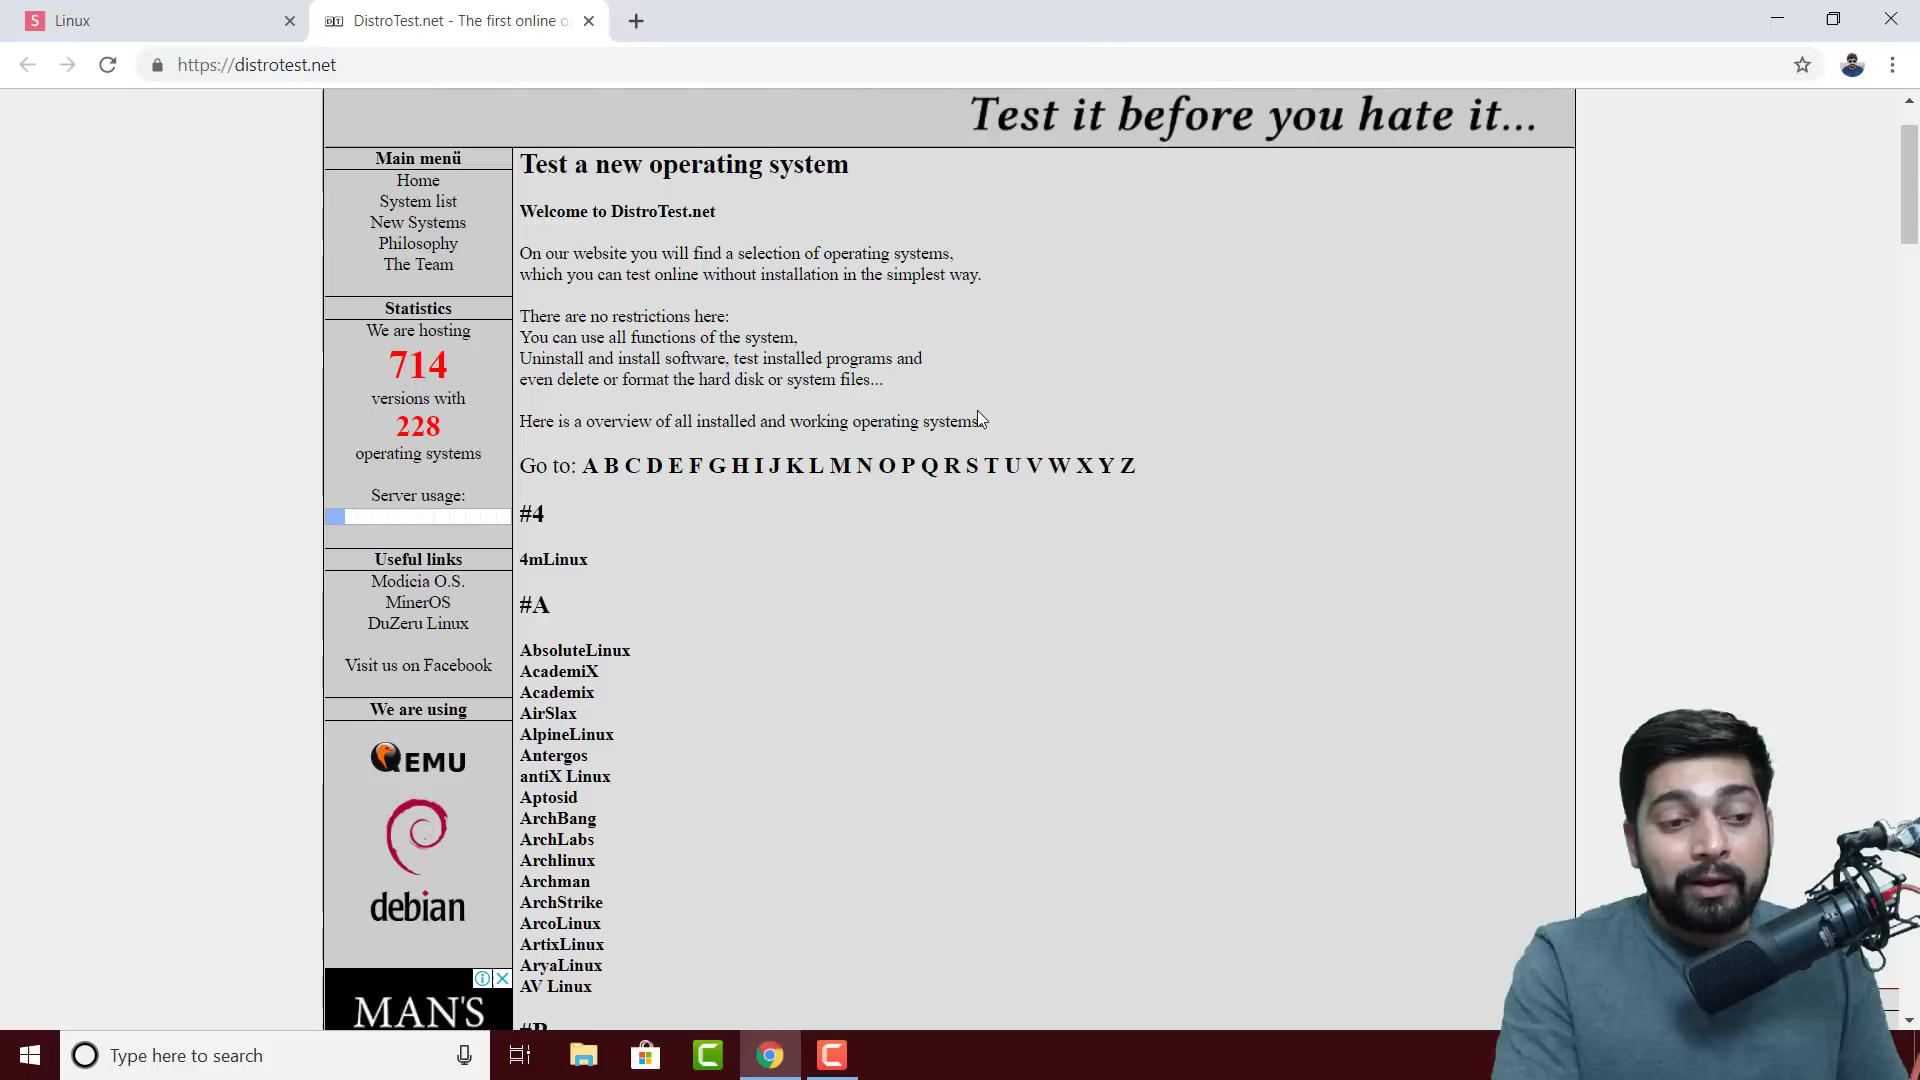 S Linux
DistroTest.net - The first online o
https://distrotest.net
Test it before you hate it...
Main menü
Home
System list
New Systems
Philosophy
The Team
Statistics
We are hosting
714
versions with
228
operating systems
Server usage:
Useful links
Modicia O.S.
MinerOS
DuZeru Linux
Visit us on Facebook
We are using
QEMU
debian
MAN'S
Test a new operating system
Welcome to DistroTest.net
On our website you will find a selection of operating systems,
which you can test online without installation in the simplest way.
There are no restrictions here:
You can use all functions of the system,
Uninstall and install software, test installed programs and
even delete or format the hard disk or system files...
Here is a overview of all installed and working operating systems
Go to: A B C D E F G H I J K L M N O P Q R S T U V W X Y Z
#4
4mLinux
#A
AbsoluteLinux
AcademiX
Academix
AirSlax
AlpineLinux
Antergos
antiX Linux
Aptosid
ArchBang
ArchLabs
Archlinux
Archman
ArchStrike
ArcoLinux
ArtixLinux
AryaLinux
AV Linux
Type here to search